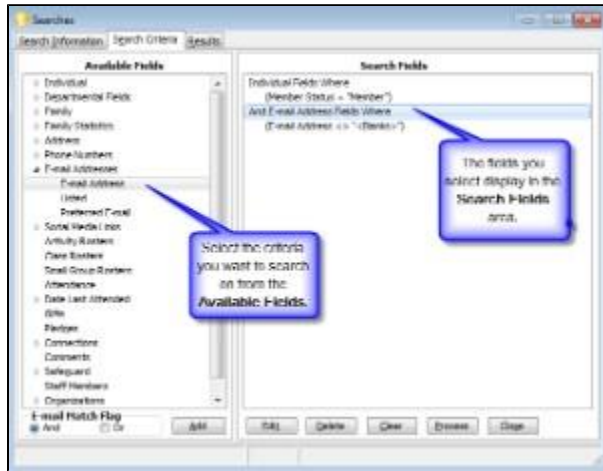 Searches
Search Information Search Criteria Results
Available Fields
Individual
Departmental Fields
Family
Family Statistics
Address
Phone Numbers
E-mail Addresses
E-mail Address
Listed
Preferred E-mail
Social Media Links
Activity Rosters
Class Rosters
Small Group Rosters
Attendance
Date Last Attended
Gifts
Pledges
Connections
Comments
Safeguard
Staff Members
Organizations
E-mail Match Flag
And Or Add
Search Fields
Individual Fields Where
(Member Status = "Member")
And E-mail Address Fields Where
(E-mail Address <> "<Blank>")
The fields you
select display in the
Search Fields
area.
Select the criteria
you want to search
on from the
Available Fields.
Edit Delete Clear Browse Close